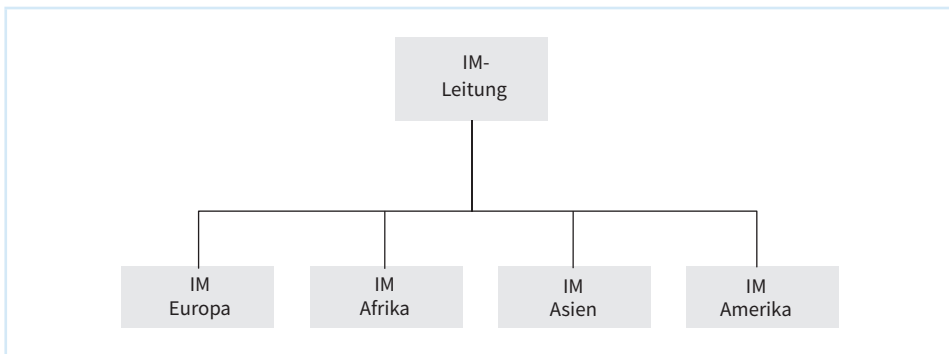 IM-
Leitung
IM
Europa
IM
Afrika
IM
Asien
IM
Amerika